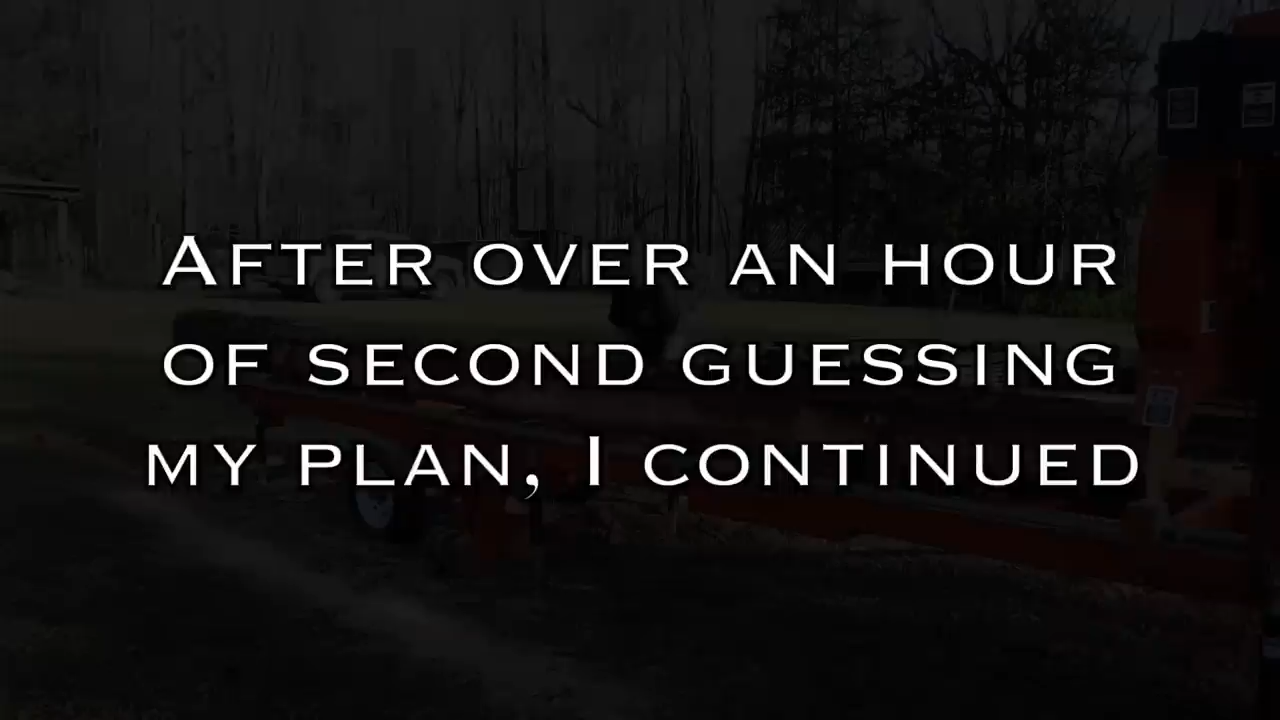 After over an hour
of second guessing
my plan, I continued